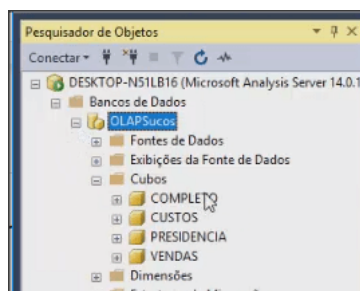 Pesquisador de Objetos
Conectar
DESKTOP-N51LB16 (Microsoft Analysis Server 14.0.1
Bancos de Dados
OLAPSucos
Fontes de Dados
Exibições da Fonte de Dados
Cubos
COMPLETO
CUSTOS
PRESIDENCIA
VENDAS
Dimensões